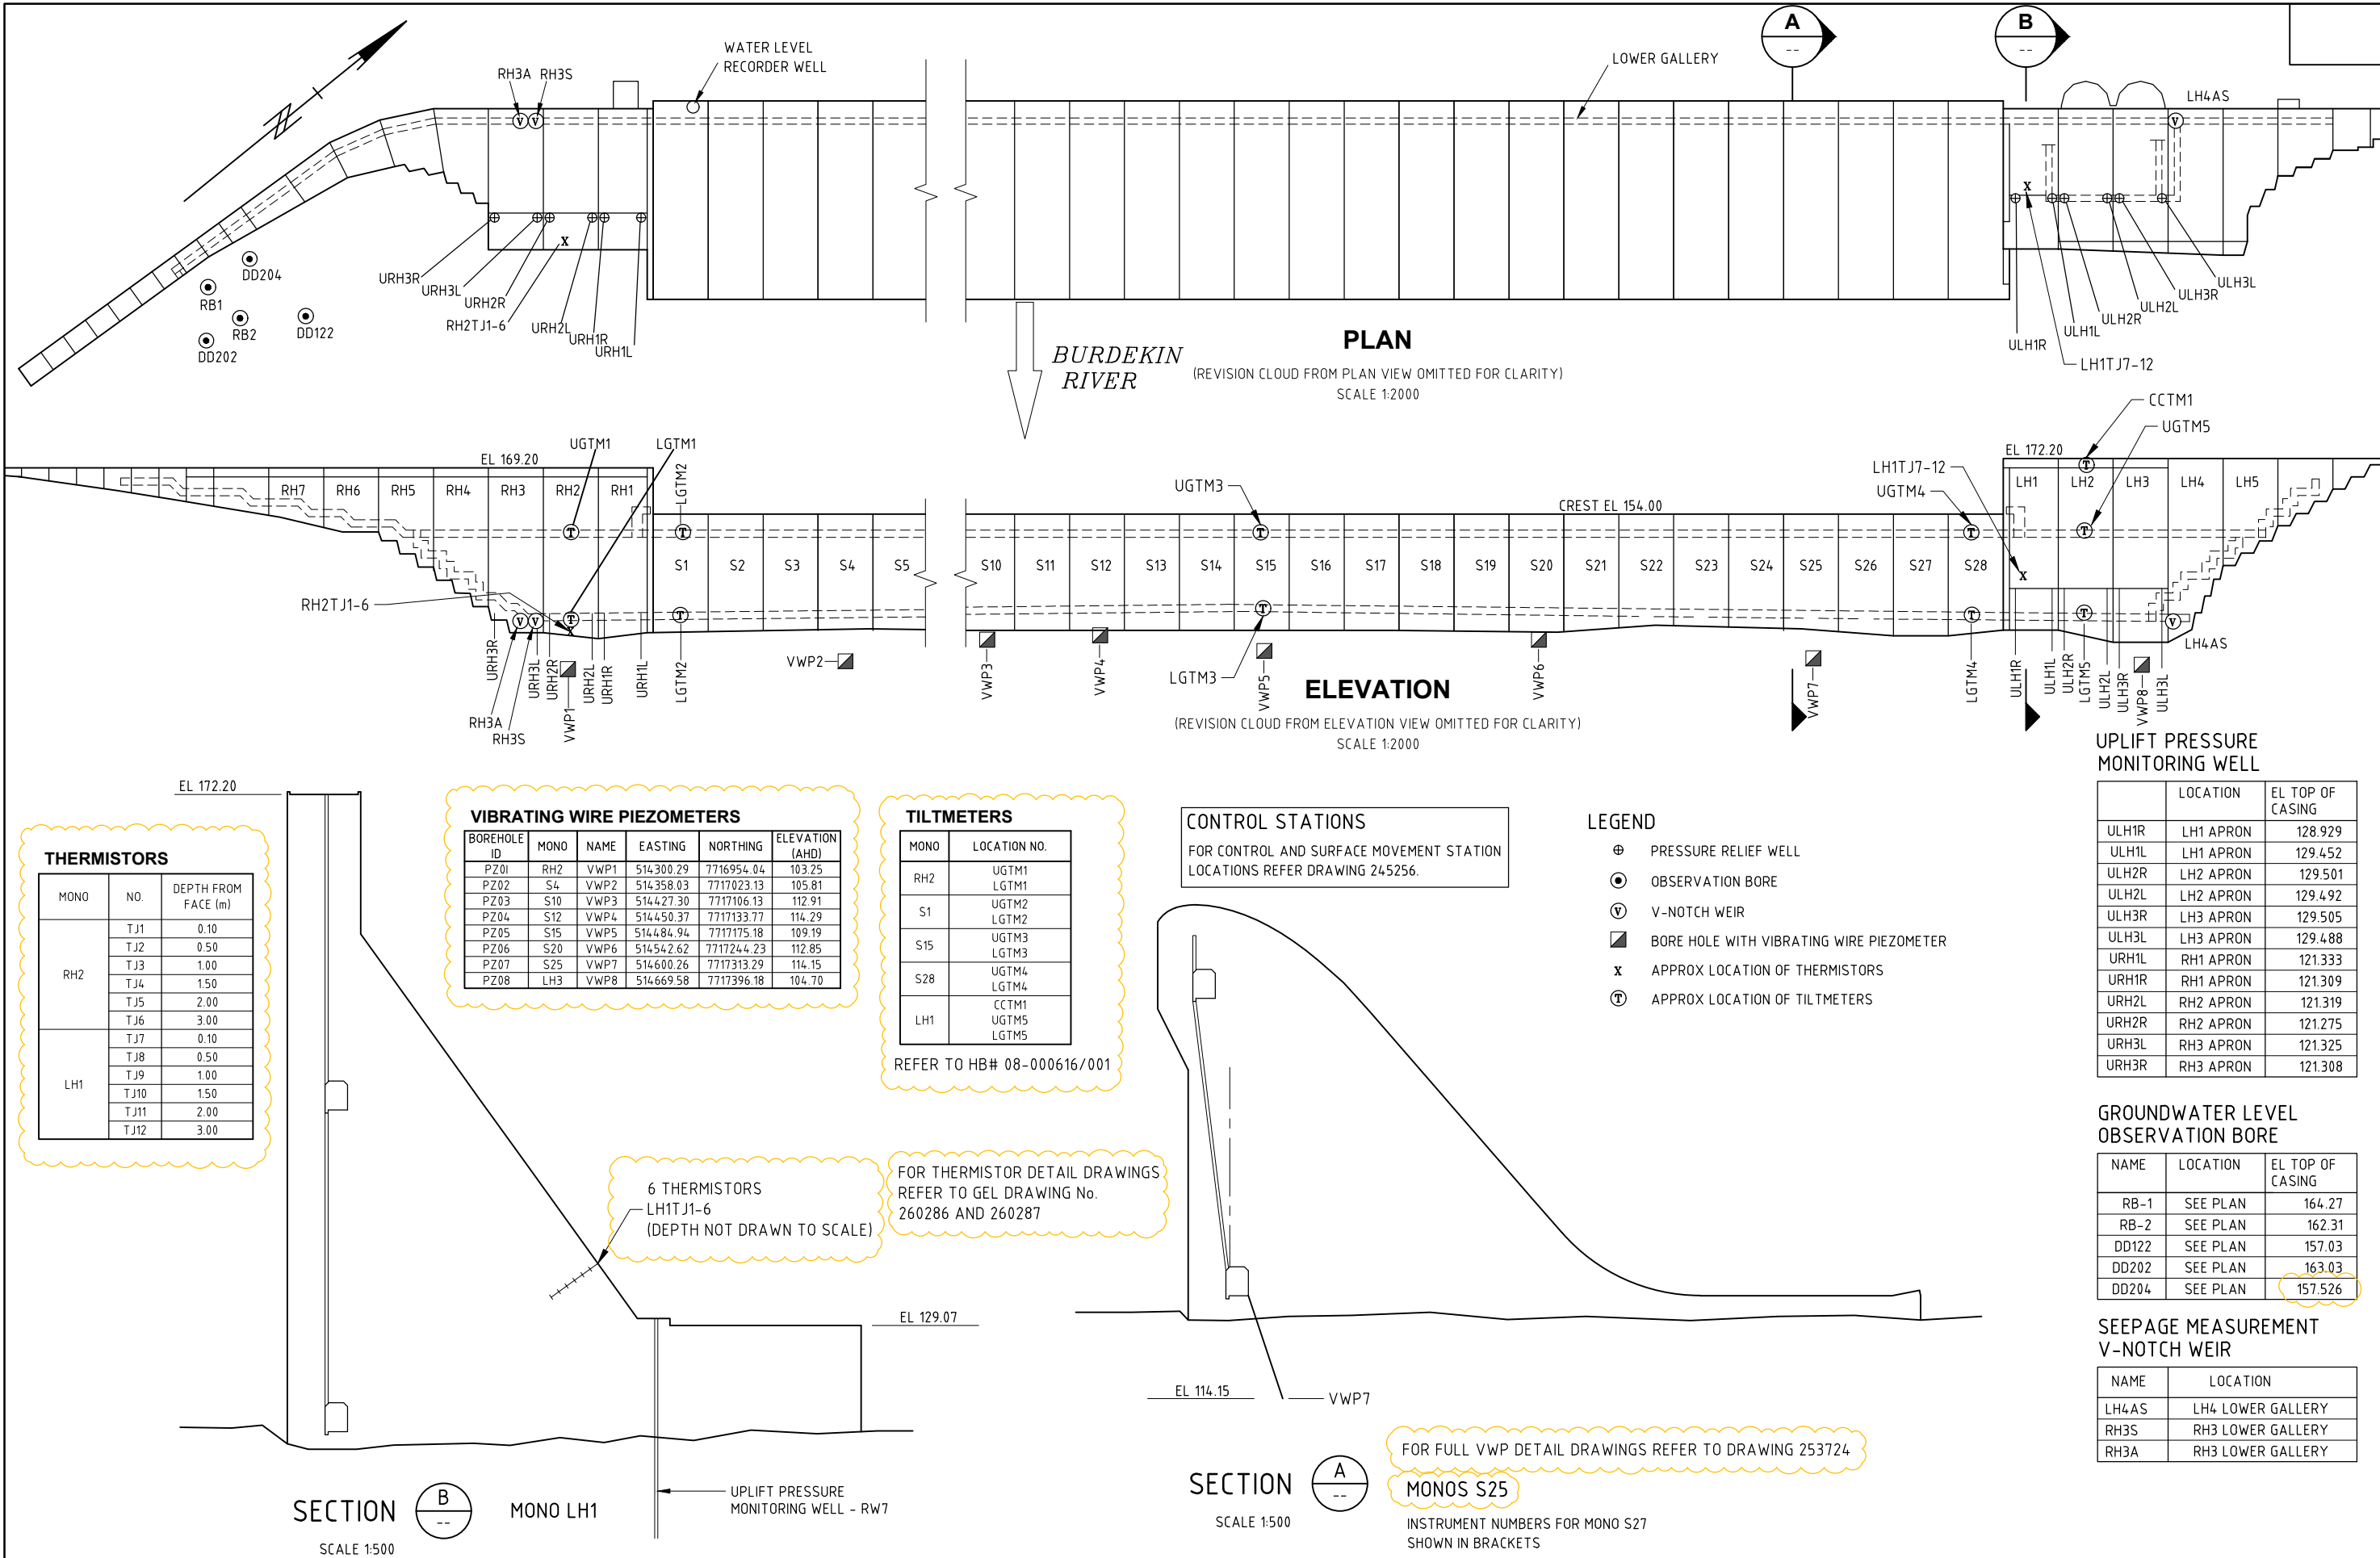 A
--
B
--
WATER LEVEL
RECORDER WELL
LOWER GALLERY
RH3A RH3S
LH4AS
N
DD204
RB1
RB2
DD122
DD202
URH3R
URH3L
URH2R
RH2TJ1-6
URH2L
URH1R
URH1L
ULH3L
ULH3R
ULH2L
ULH2R
ULH1L
ULH1R
LH1TJ7-12
BURDEKIN
RIVER
PLAN
(REVISION CLOUD FROM PLAN VIEW OMITTED FOR CLARITY)
SCALE 1:2000
CCTM1
UGTM5
UGTM1
LGTM1
LGTM2
EL 169.20
UGTM3
LH1TJ7-12
UGTM4
EL 172.20
CREST EL 154.00
RH7 RH6 RH5 RH4 RH3 RH2 RH1
LH1 LH2 LH3 LH4 LH5
S1 S2 S3 S4 S5 S10 S11 S12 S13 S14 S15 S16 S17 S18 S19 S20 S21 S22 S23 S24 S25 S26 S27 S28
RH2TJ1-6
URH3R
RH3A
RH3S
URH3L
URH2R
VWP1
URH2L
URH1R
URH1L
LGTM2
VWP2
VWP3
VWP4
LGTM3
VWP5
VWP6
VWP7
LGTM4
ULH1R
ULH1L
ULH2R
LGTM5
ULH2L
ULH3R
VWP8
ULH3L
LH4AS
ELEVATION
(REVISION CLOUD FROM ELEVATION VIEW OMITTED FOR CLARITY)
SCALE 1:2000
THERMISTORS
MONO NO. DEPTH FROM
FACE (m)
RH2
TJ1 0.10
TJ2 0.50
TJ3 1.00
TJ4 1.50
TJ5 2.00
TJ6 3.00
LH1
TJ7 0.10
TJ8 0.50
TJ9 1.00
TJ10 1.50
TJ11 2.00
TJ12 3.00
EL 172.20
VIBRATING WIRE PIEZOMETERS
BOREHOLE
ID MONO NAME EASTING NORTHING ELEVATION
(AHD)
PZ01 RH2 VWP1 514300.29 7716954.04 103.25
PZ02 S4 VWP2 514358.03 7717023.13 105.81
PZ03 S10 VWP3 514427.30 7717106.13 112.91
PZ04 S12 VWP4 514450.37 7717133.77 114.29
PZ05 S15 VWP5 514484.94 7717175.18 109.19
PZ06 S20 VWP6 514542.62 7717244.23 112.85
PZ07 S25 VWP7 514600.26 7717313.29 114.15
PZ08 LH3 VWP8 514669.58 7717396.18 104.70
TILTMETERS
MONO LOCATION NO.
RH2 UGTM1
LGTM1
S1 UGTM2
LGTM2
S15 UGTM3
LGTM3
S28 UGTM4
LGTM4
LH1 CCTM1
UGTM5
LGTM5
REFER TO HB# 08-000616/001
CONTROL STATIONS
FOR CONTROL AND SURFACE MOVEMENT STATION
LOCATIONS REFER DRAWING 245256.
LEGEND
PRESSURE RELIEF WELL
OBSERVATION BORE
V V-NOTCH WEIR
BORE HOLE WITH VIBRATING WIRE PIEZOMETER
X APPROX LOCATION OF THERMISTORS
T APPROX LOCATION OF TILTMETERS
UPLIFT PRESSURE
MONITORING WELL
LOCATION EL TOP OF
CASING
ULH1R LH1 APRON 128.929
ULH1L LH1 APRON 129.452
ULH2R LH2 APRON 129.501
ULH2L LH2 APRON 129.492
ULH3R LH3 APRON 129.505
ULH3L LH3 APRON 129.488
URH1L RH1 APRON 121.333
URH1R RH1 APRON 121.309
URH2L RH2 APRON 121.319
URH2R RH2 APRON 121.275
URH3L RH3 APRON 121.325
URH3R RH3 APRON 121.308
GROUNDWATER LEVEL
OBSERVATION BORE
NAME LOCATION EL TOP OF
CASING
RB-1 SEE PLAN 164.27
RB-2 SEE PLAN 162.31
DD122 SEE PLAN 157.03
DD202 SEE PLAN 163.03
DD204 SEE PLAN 157.526
SEEPAGE MEASUREMENT
V-NOTCH WEIR
NAME LOCATION
LH4AS LH4 LOWER GALLERY
RH3S RH3 LOWER GALLERY
RH3A RH3 LOWER GALLERY
6 THERMISTORS
LH1TJ1-6
(DEPTH NOT DRAWN TO SCALE)
FOR THERMISTOR DETAIL DRAWINGS
REFER TO GEL DRAWING No.
260286 AND 260287
EL 129.07
EL 114.15
VWP7
UPLIFT PRESSURE
MONITORING WELL - RW7
SECTION B
--
MONO LH1
SCALE 1:500
SECTION A
--
SCALE 1:500
FOR FULL VWP DETAIL DRAWINGS REFER TO DRAWING 253724
MONOS S25
INSTRUMENT NUMBERS FOR MONO S27
SHOWN IN BRACKETS